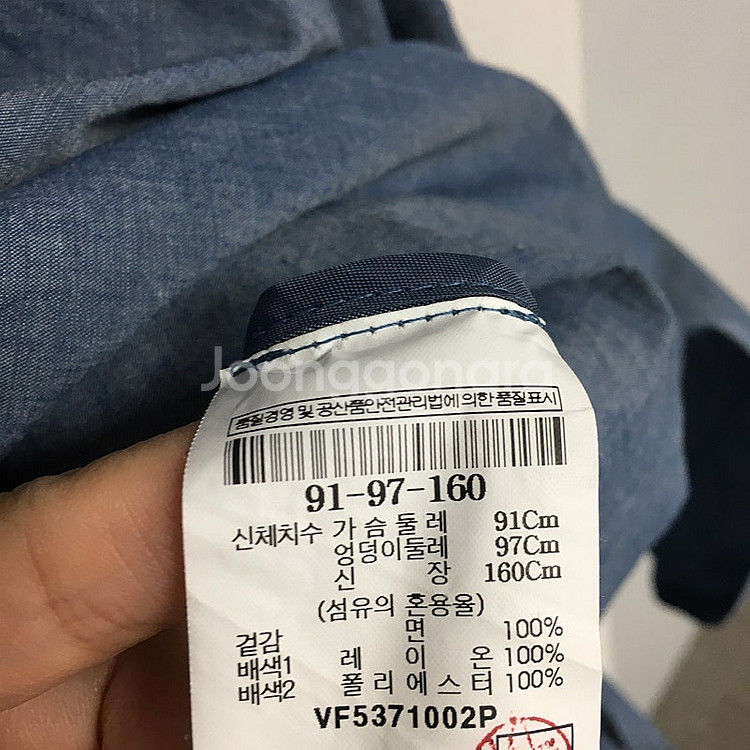 Joonggongra
품질경영 및 공산품안전관리법에 의한 품질표시
91-97-160
신체치수 가 슴 둘 레 91Cm
엉덩이둘레 97Cm
신 장 160Cm
(섬유의 혼용율)
겉감 면 100%
배색1 레 이 온 100%
배색2 폴 리 에 스 터 100%
VF5371002P